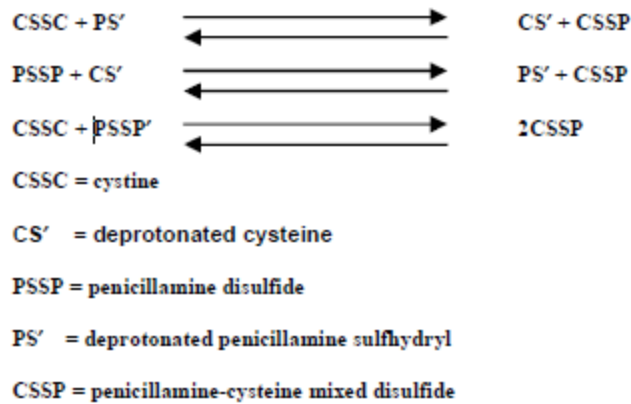 CSSC + PS′ CS′ + CSSP
PSSP + CS′ PS′ + CSSP
CSSC + PSSP′ 2CSSP
CSSC = cystine
CS′ = deprotonated cysteine
PSSP = penicillamine disulfide
PS′ = deprotonated penicillamine sulfhydryl
CSSP = penicillamine-cysteine mixed disulfide